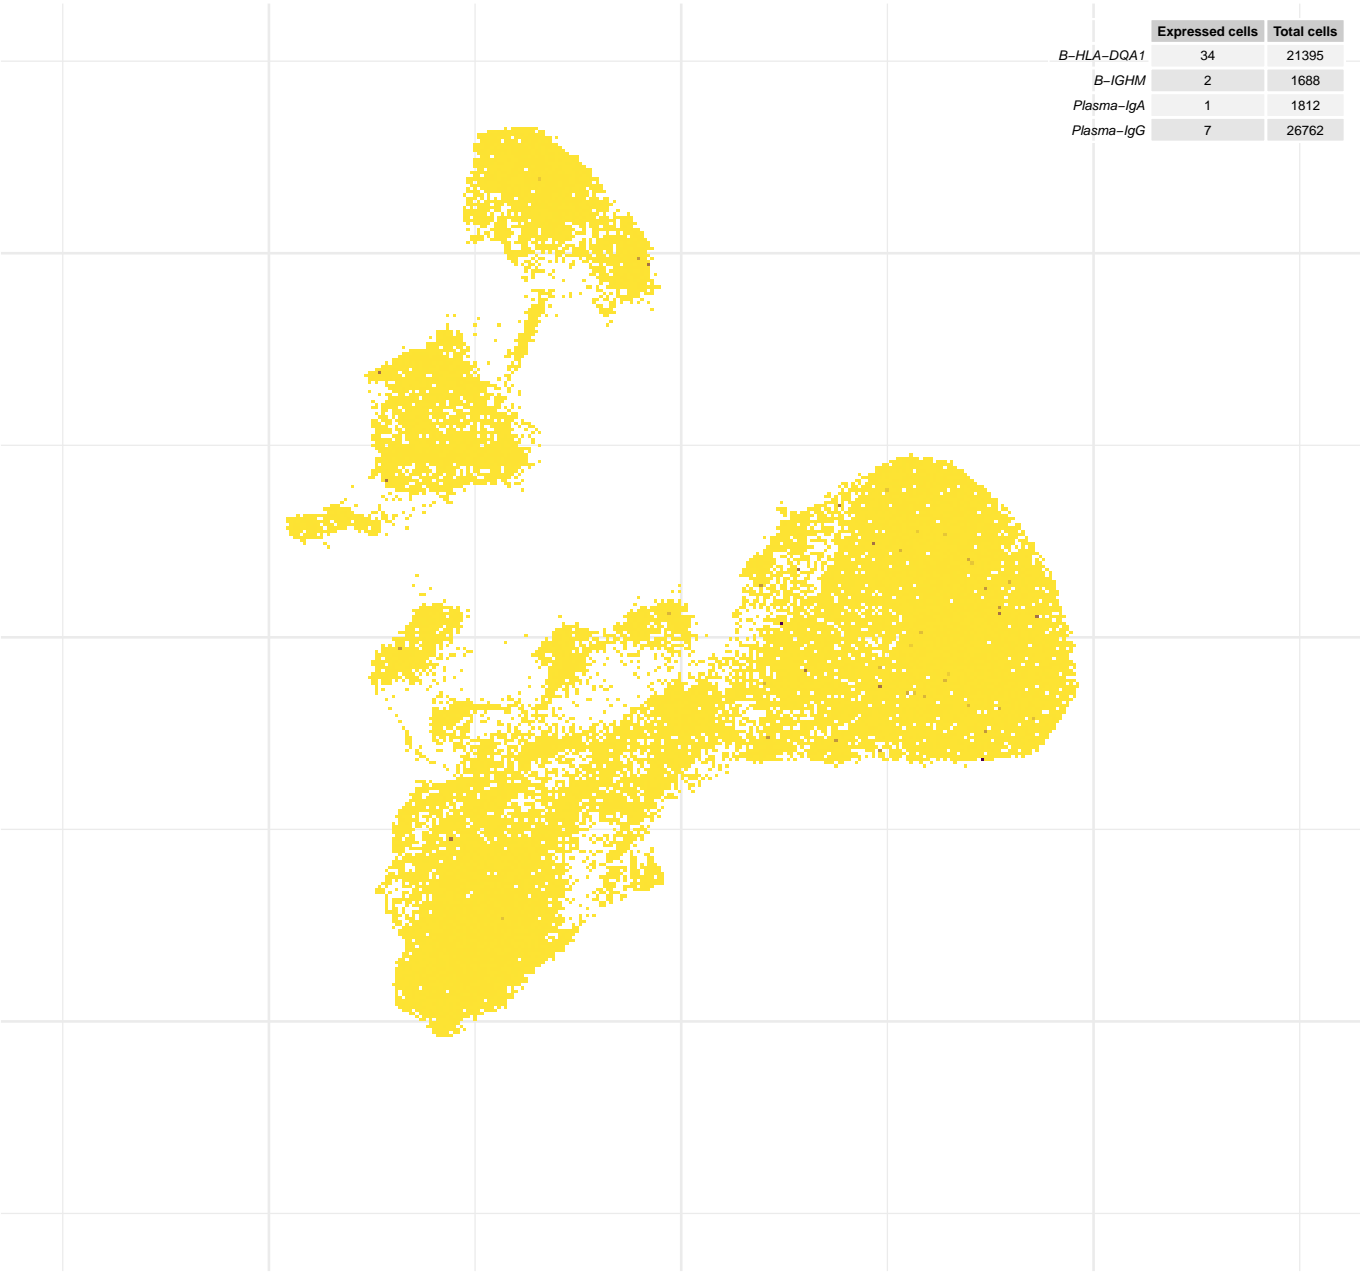 Expressed cells Total cells
B−HLA−DQA1 34 21395
B−IGHM 2 1688
Plasma−IgA 1 1812
Plasma−IgG 7 26762